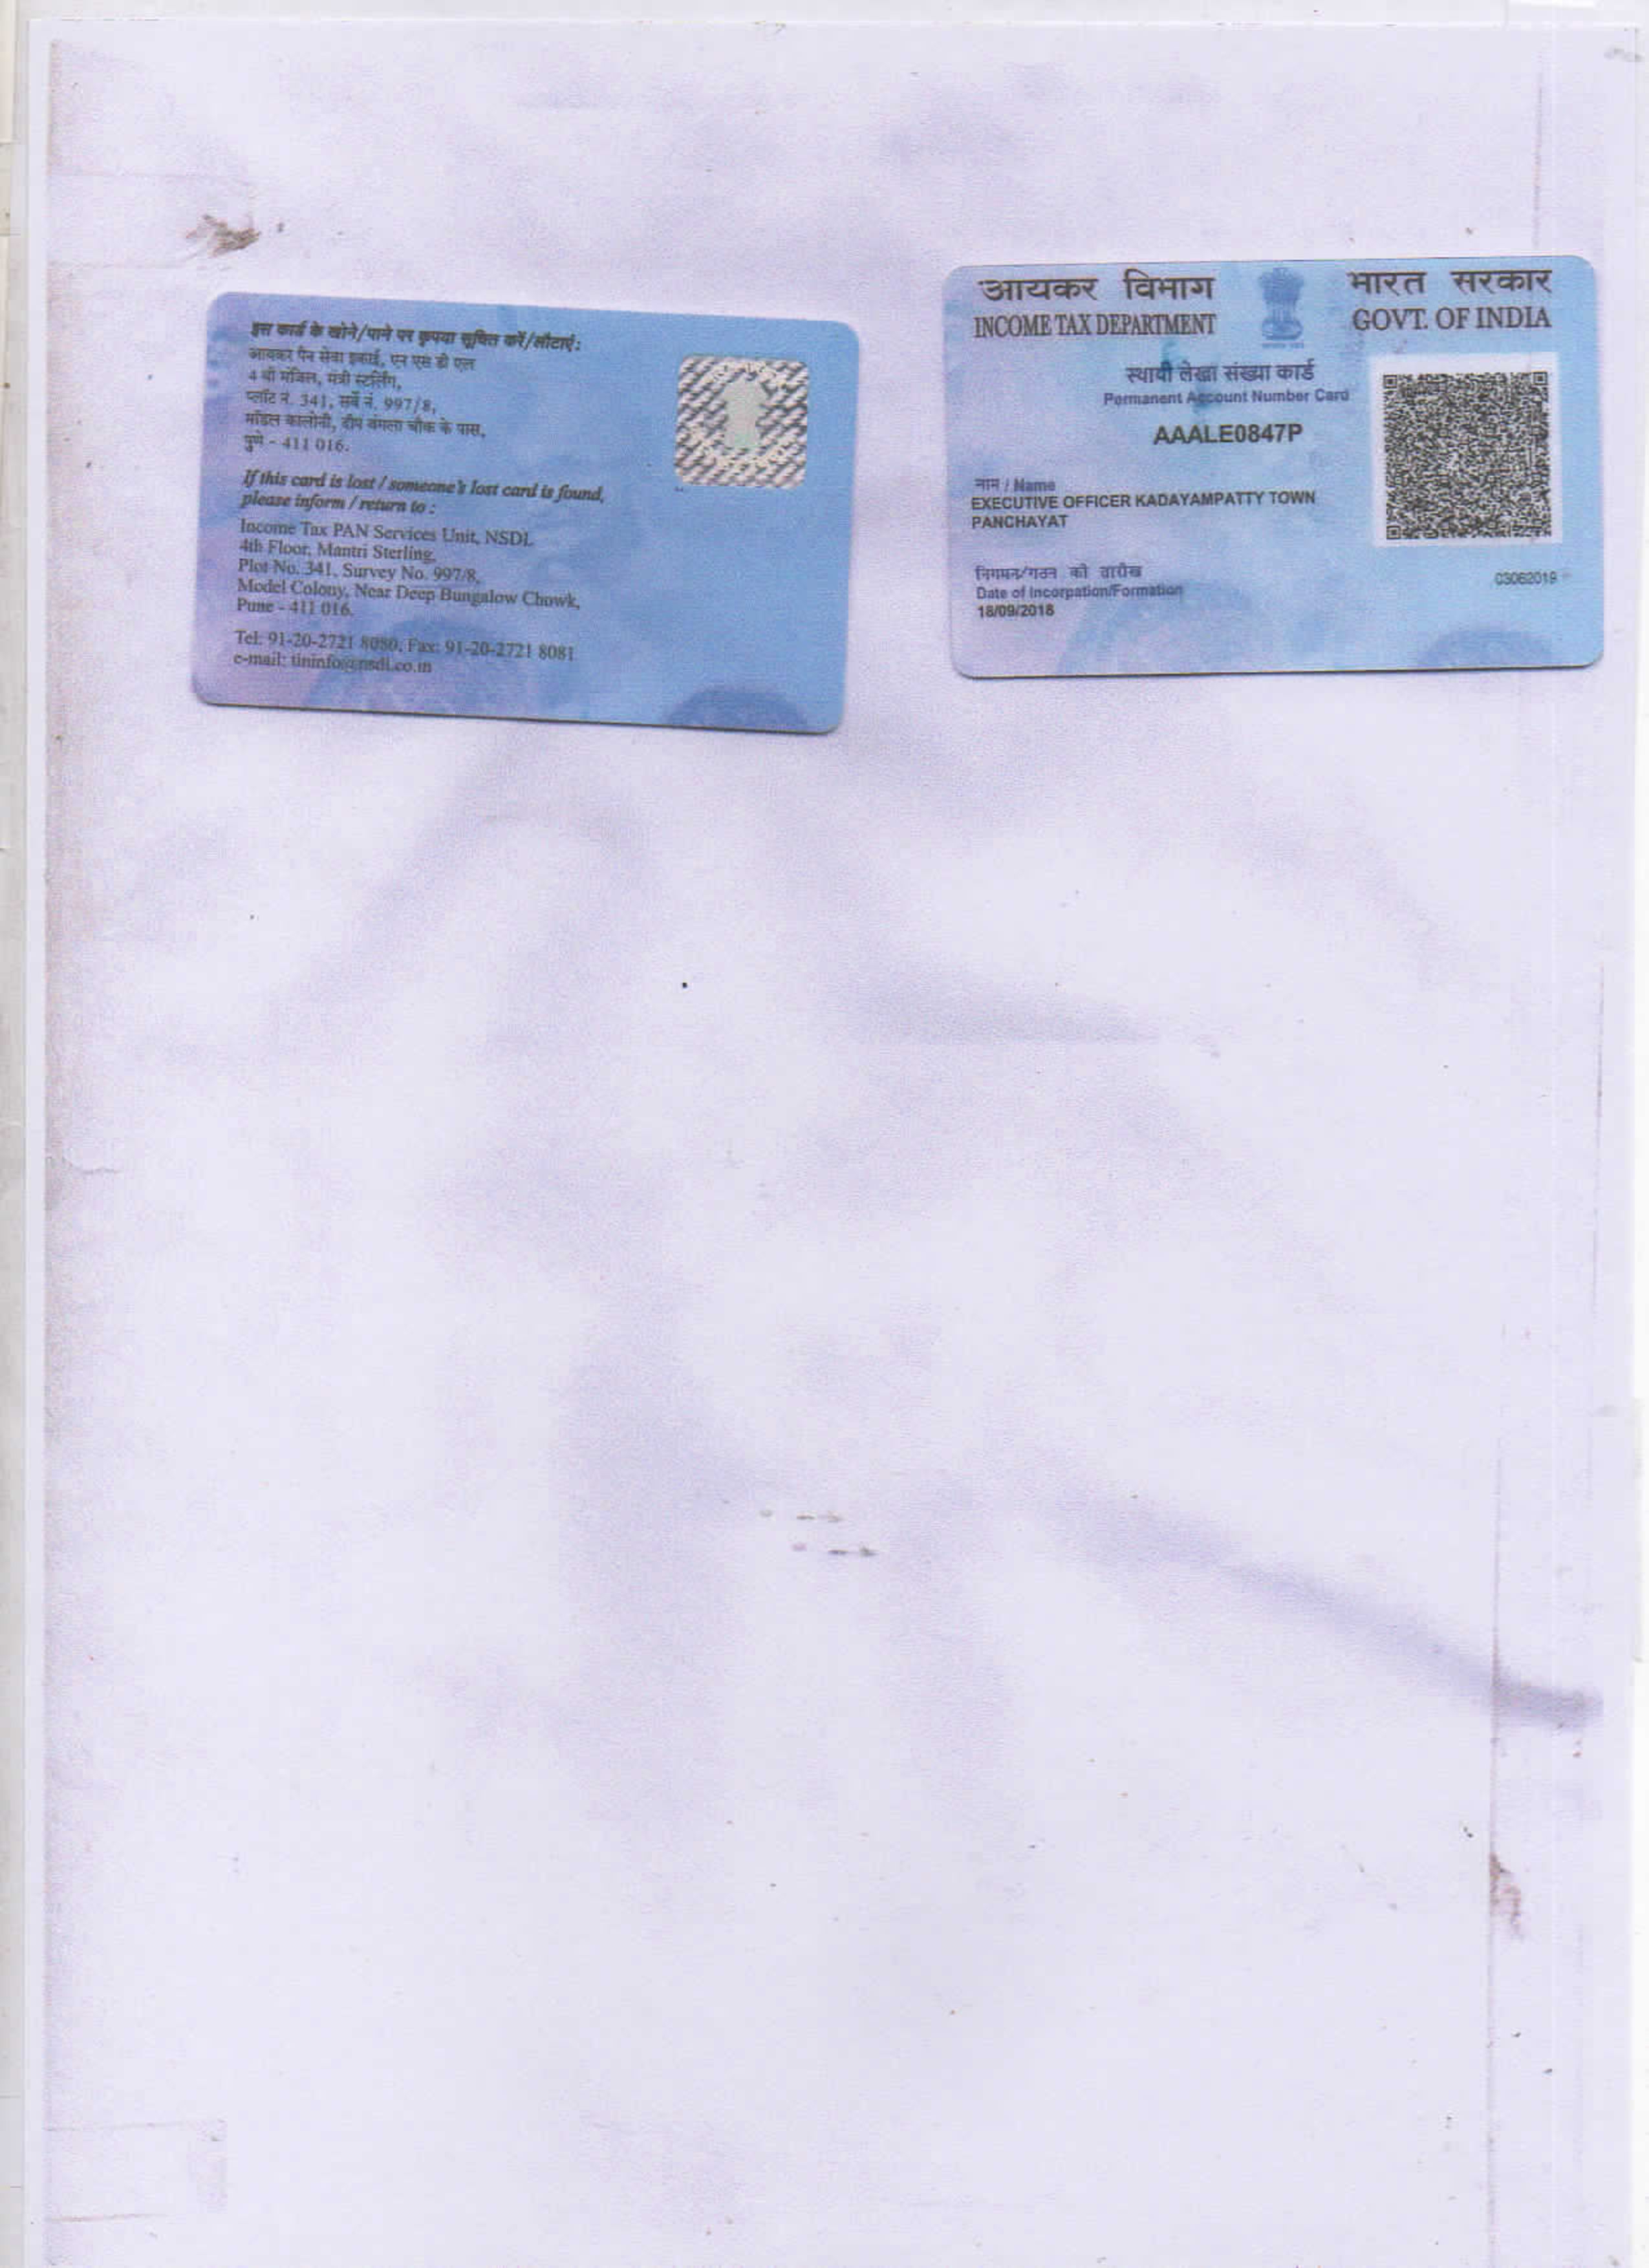 इस कार्ड के खोने/पाने पर कृपया सूचित करें/लौटाएं:
आयकर पैन सेवा इकाई, एन एस डी एल
4 थी मंजिल, मंत्री स्टर्लिंग,
प्लॉट नं. 341, सर्वे नं. 997/8,
मॉडल कालोनी, दीप बंगला चौक के पास,
पुणे - 411 016.
If this card is lost / someone's lost card is found,
please inform / return to :
Income Tax PAN Services Unit, NSDL
4th Floor, Mantri Sterling,
Plot No. 341, Survey No. 997/8,
Model Colony, Near Deep Bungalow Chowk,
Pune - 411 016.
Tel: 91-20-2721 8080, Fax: 91-20-2721 8081
e-mail: tininfo@nsdl.co.in
आयकर विभाग
INCOME TAX DEPARTMENT
भारत सरकार
GOVT. OF INDIA
स्थायी लेखा संख्या कार्ड
Permanent Account Number Card
AAALE0847P
नाम / Name
EXECUTIVE OFFICER KADAYAMPATTY TOWN
PANCHAYAT
निगमन/गठन की तारीख
Date of Incorpation/Formation
18/09/2018
03062019